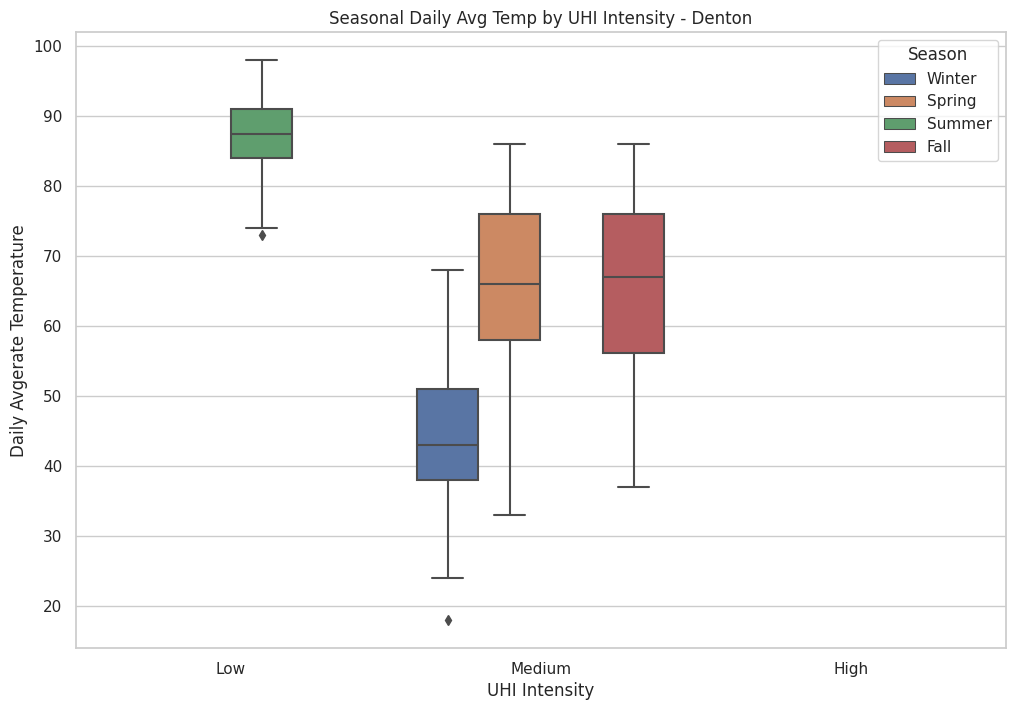 Seasonal Daily Avg Temp by UHI Intensity - Denton
Season
Winter
Spring
Summer
Fall
Daily Avgerate Temperature
100
90
80
70
60
50
40
30
20
Low
Medium
High
UHI Intensity